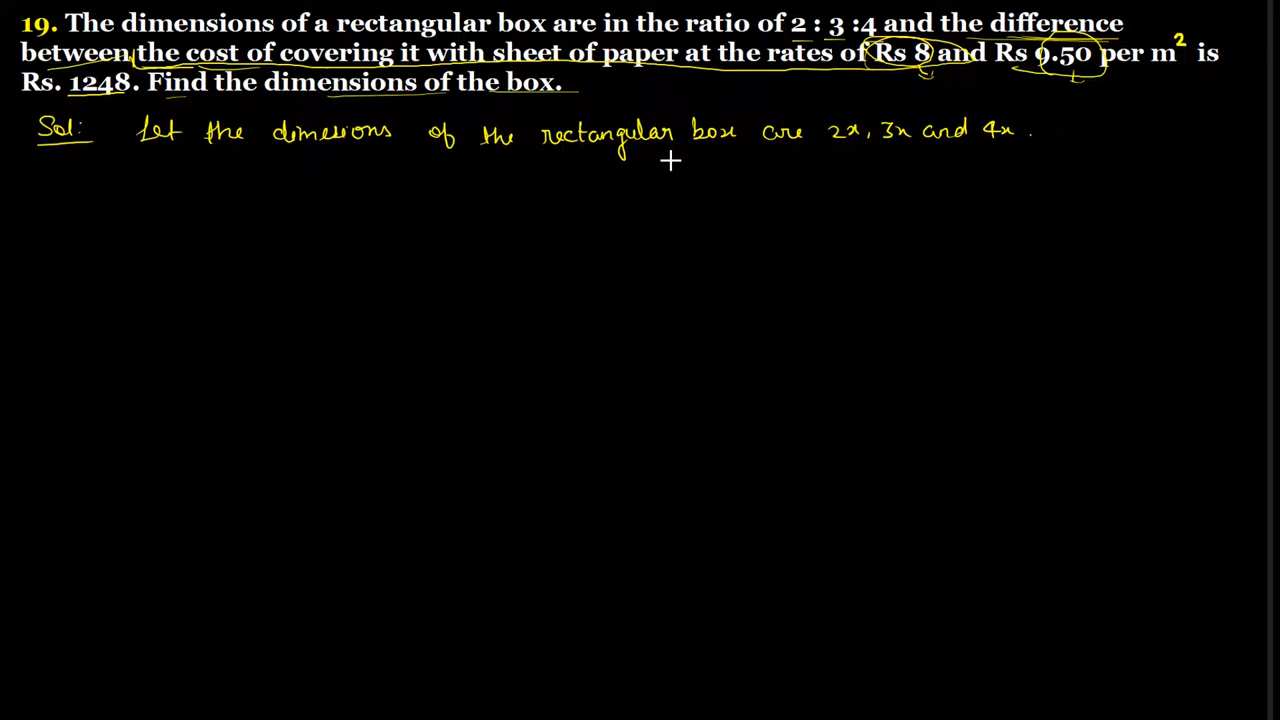 19. The dimensions of a rectangular box are in the ratio of 2 : 3 :4 and the difference
between the cost of covering it with sheet of paper at the rates of Rs 8 and Rs 9.50 per m² is
Rs. 1248. Find the dimensions of the box.
Sol: Let the dimesions of the rectangular box are 2x, 3x and 4x.